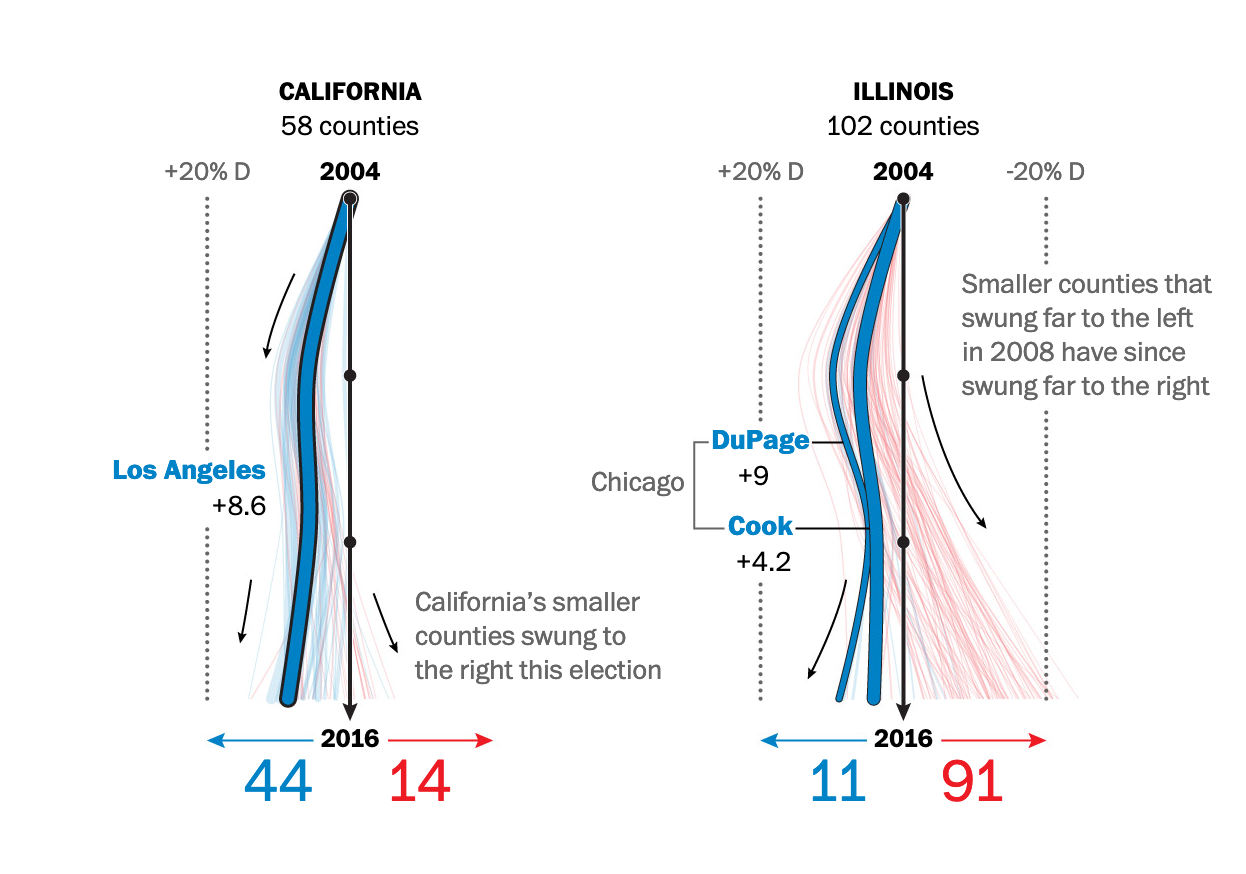 CALIFORNIA
58 counties
+20% D
2004
Los Angeles
+8.6
California’s smaller
counties swung to
the right this election
2016
44
14
ILLINOIS
102 counties
+20% D
2004
-20% D
Smaller counties that
swung far to the left
in 2008 have since
swung far to the right
Chicago
DuPage
+9
Cook
+4.2
2016
11
91